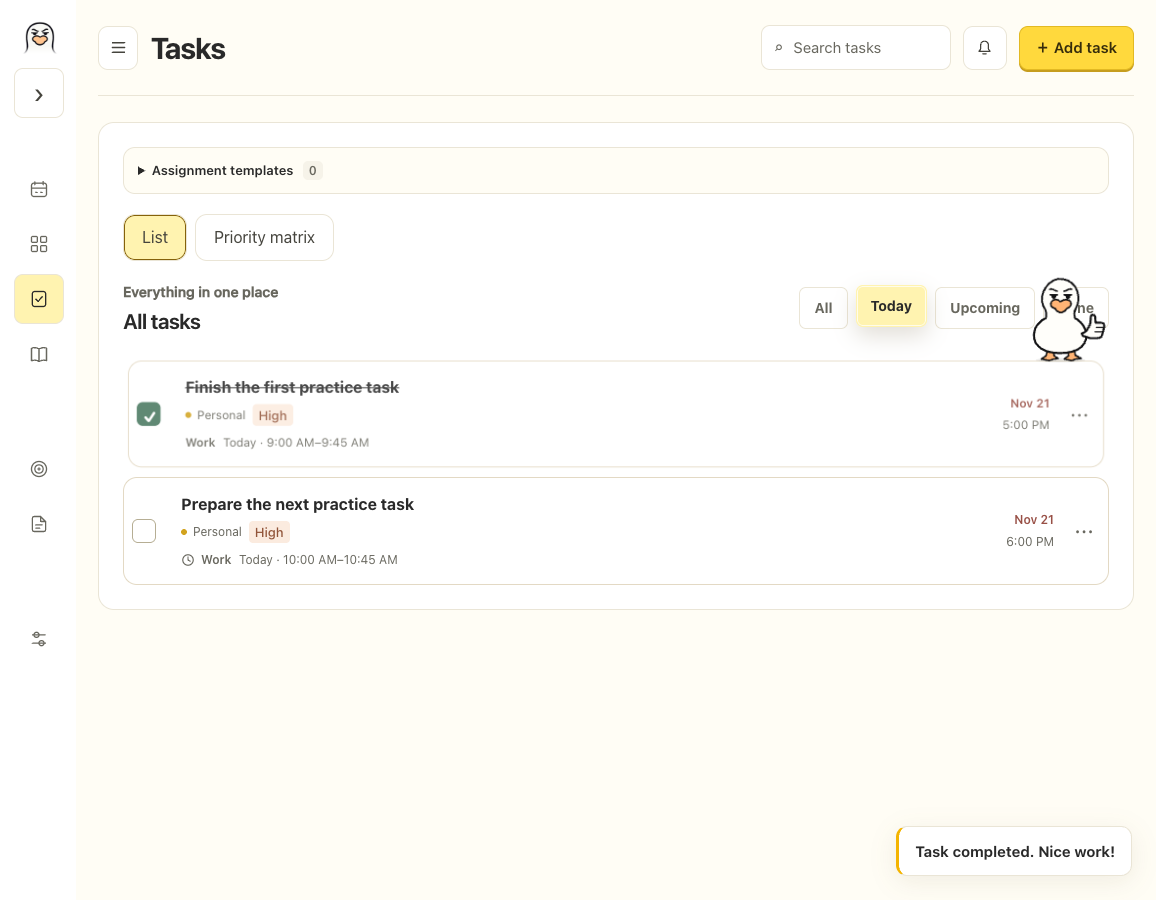 Tasks
Search tasks
+ Add task
Assignment templates 0
List
Priority matrix
Everything in one place
All tasks
All
Today
Upcoming
Finish the first practice task
Personal High
Work Today · 9:00 AM–9:45 AM
Nov 21
5:00 PM
Prepare the next practice task
Personal High
Work Today · 10:00 AM–10:45 AM
Nov 21
6:00 PM
Task completed. Nice work!